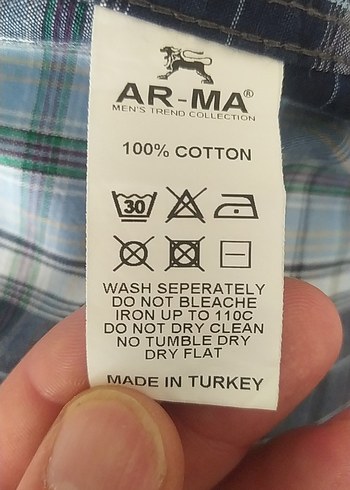 AR-MA®
MEN'S TREND COLLECTION
100% COTTON
30
WASH SEPERATELY
DO NOT BLEACHE
IRON UP TO 110C
DO NOT DRY CLEAN
NO TUMBLE DRY
DRY FLAT
MADE IN TURKEY